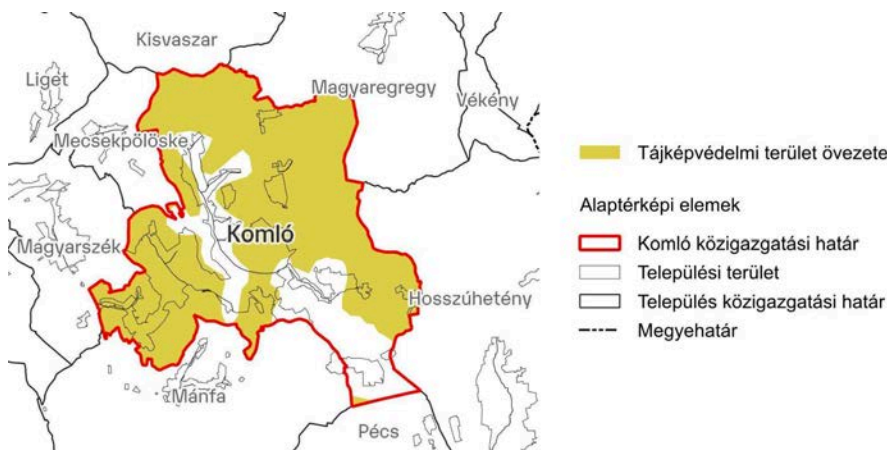 Kisvaszar
Liget
Magyaregregy
Vékény
Mecsekpölöske
Komló
Magyarszék
Hosszúhetény
Mánfa
Pécs
Tájképvédelmi terület övezete
Alaptérképi elemek
Komló közigazgatási határ
Települési terület
Település közigazgatási határ
Megyehatár